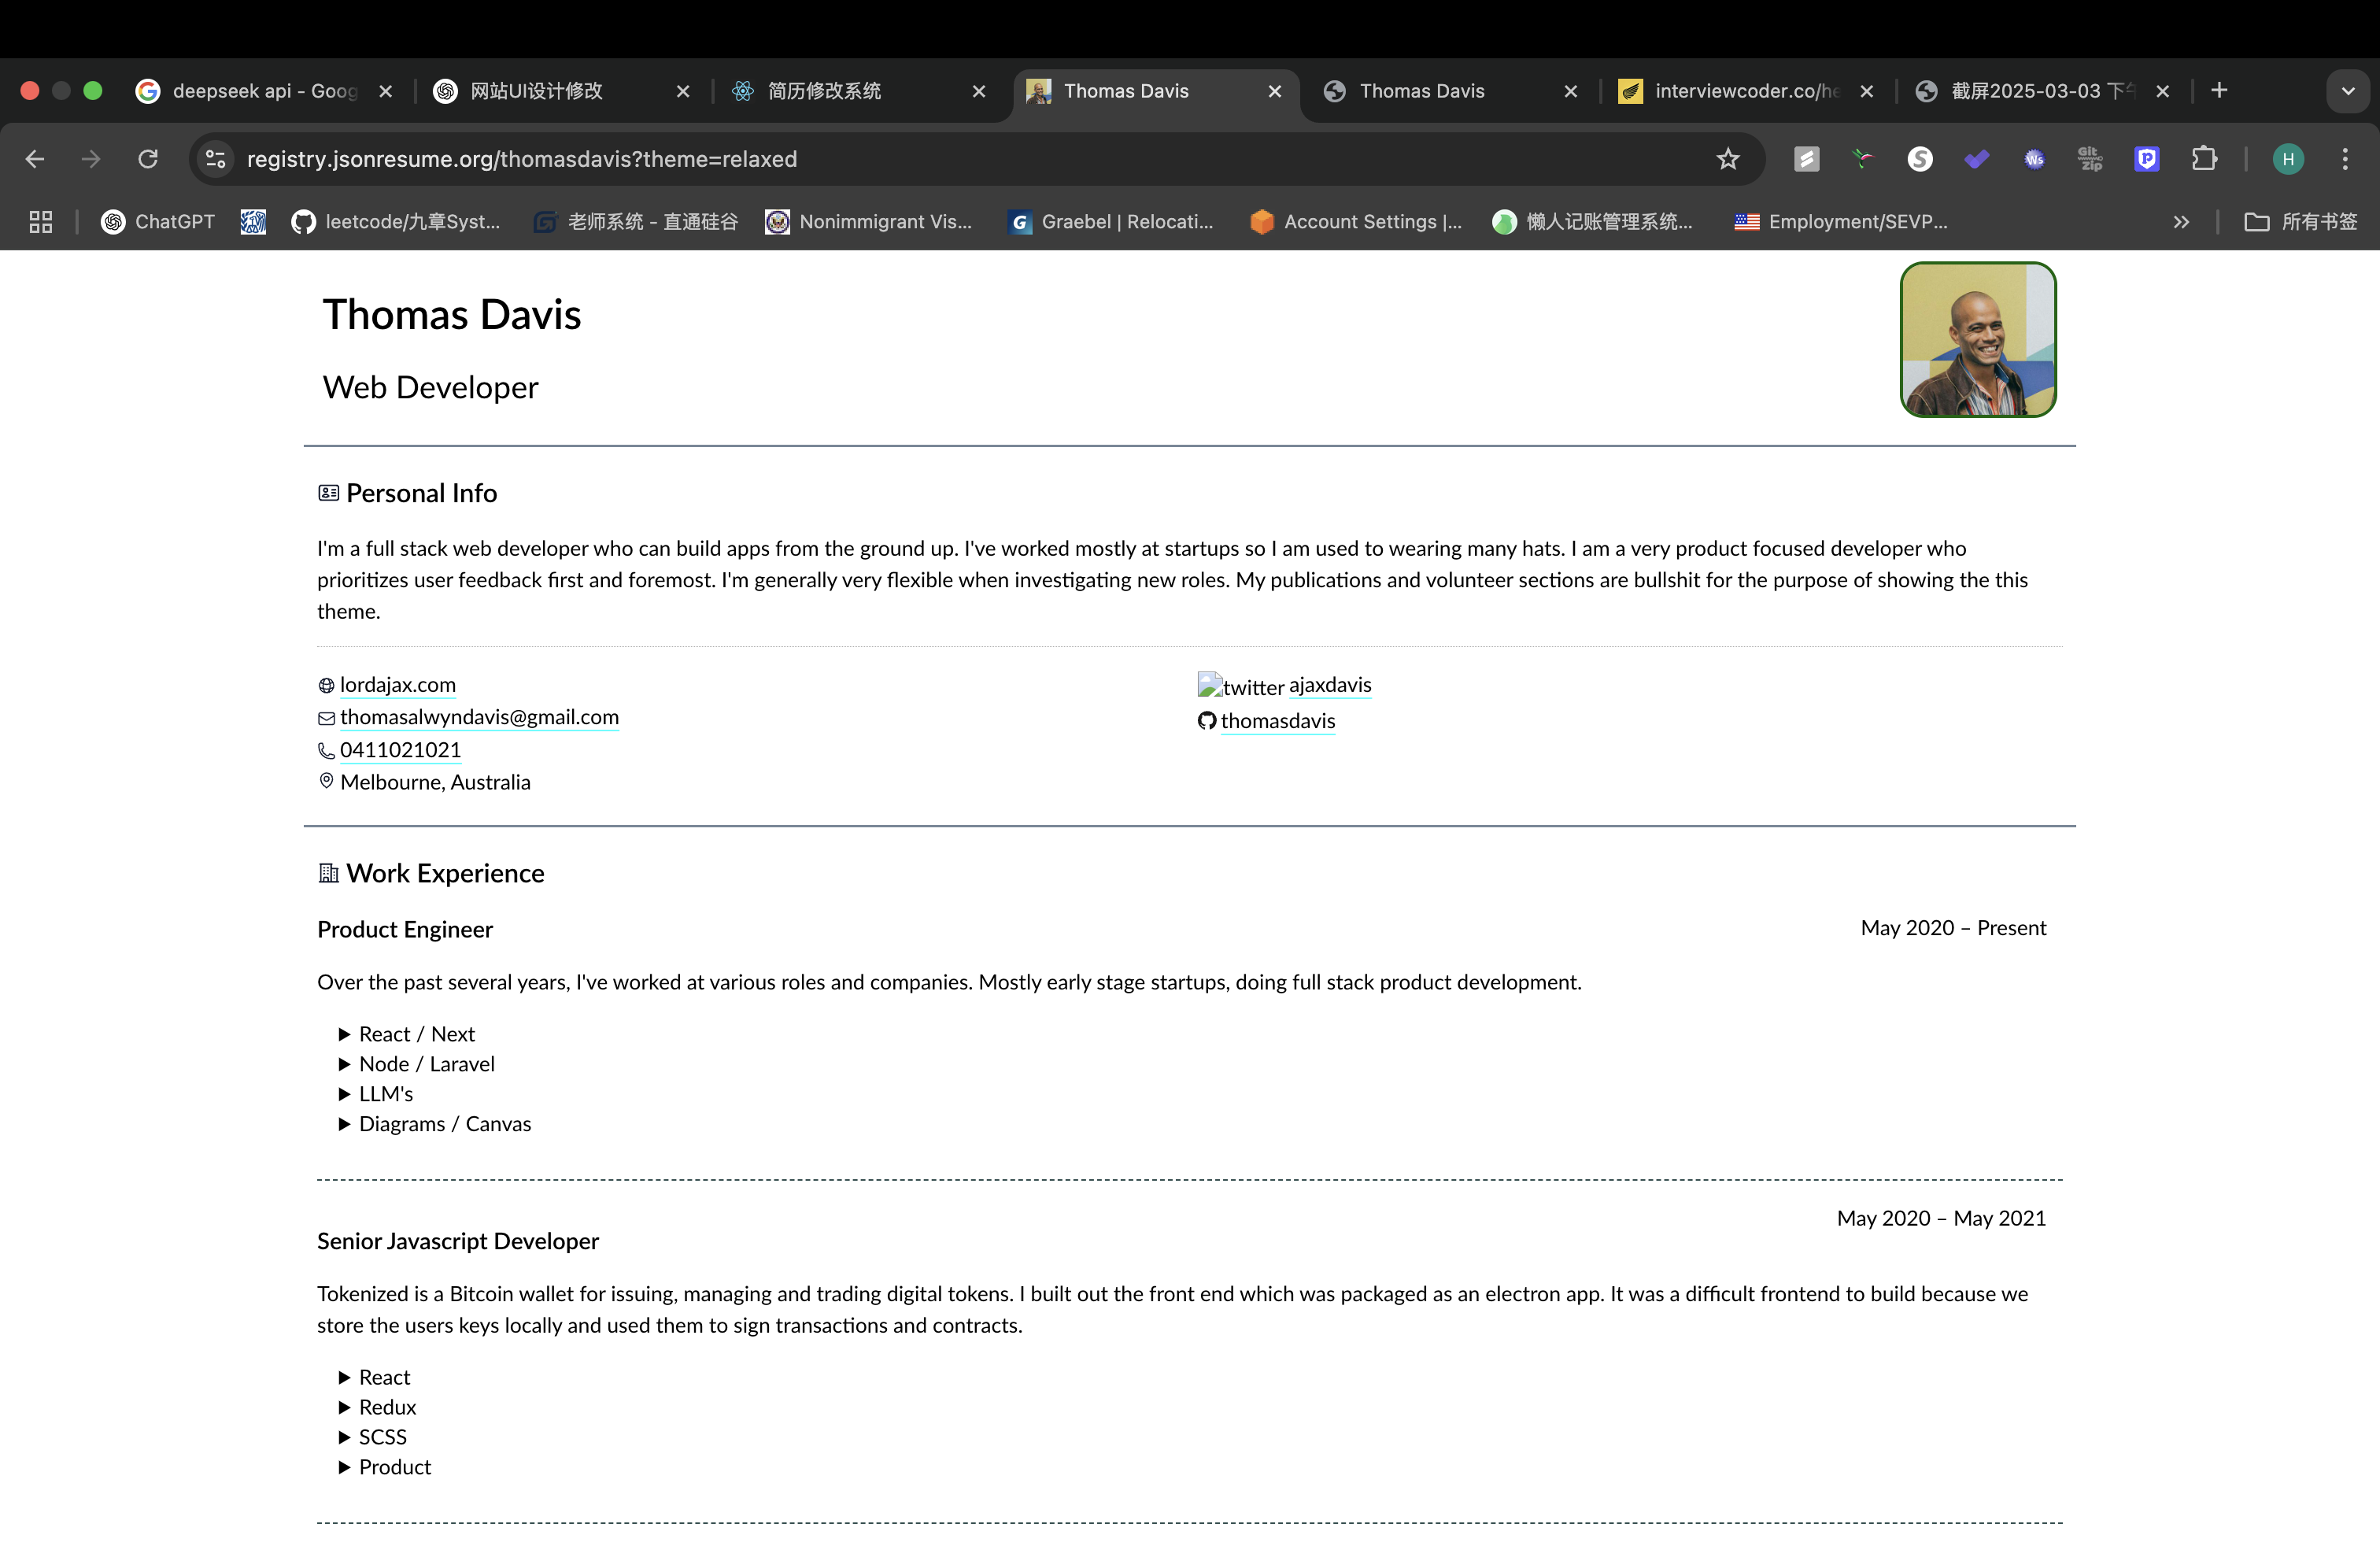 deepseek api - Goog
网站UI设计修改
简历修改系统
Thomas Davis
Thomas Davis
interviewcoder.co/he
截屏2025-03-03 下午
registry.jsonresume.org/thomasdavis?theme=relaxed
S
Ws
Git Zip
P
H
ChatGPT
leetcode/九章Syst...
老师系统 - 直通硅谷
Nonimmigrant Vis...
Graebel | Relocati...
Account Settings |...
懒人记账管理系统...
Employment/SEVP...
所有书签
Thomas Davis
Web Developer
Personal Info
I'm a full stack web developer who can build apps from the ground up. I've worked mostly at startups so I am used to wearing many hats. I am a very product focused developer who
prioritizes user feedback first and foremost. I'm generally very flexible when investigating new roles. My publications and volunteer sections are bullshit for the purpose of showing the this
theme.
lordajax.com
thomasalwyndavis@gmail.com
0411021021
Melbourne, Australia
twitter ajaxdavis
thomasdavis
Work Experience
Product Engineer
May 2020 – Present
Over the past several years, I've worked at various roles and companies. Mostly early stage startups, doing full stack product development.
React / Next
Node / Laravel
LLM's
Diagrams / Canvas
May 2020 – May 2021
Senior Javascript Developer
Tokenized is a Bitcoin wallet for issuing, managing and trading digital tokens. I built out the front end which was packaged as an electron app. It was a difficult frontend to build because we
store the users keys locally and used them to sign transactions and contracts.
React
Redux
SCSS
Product